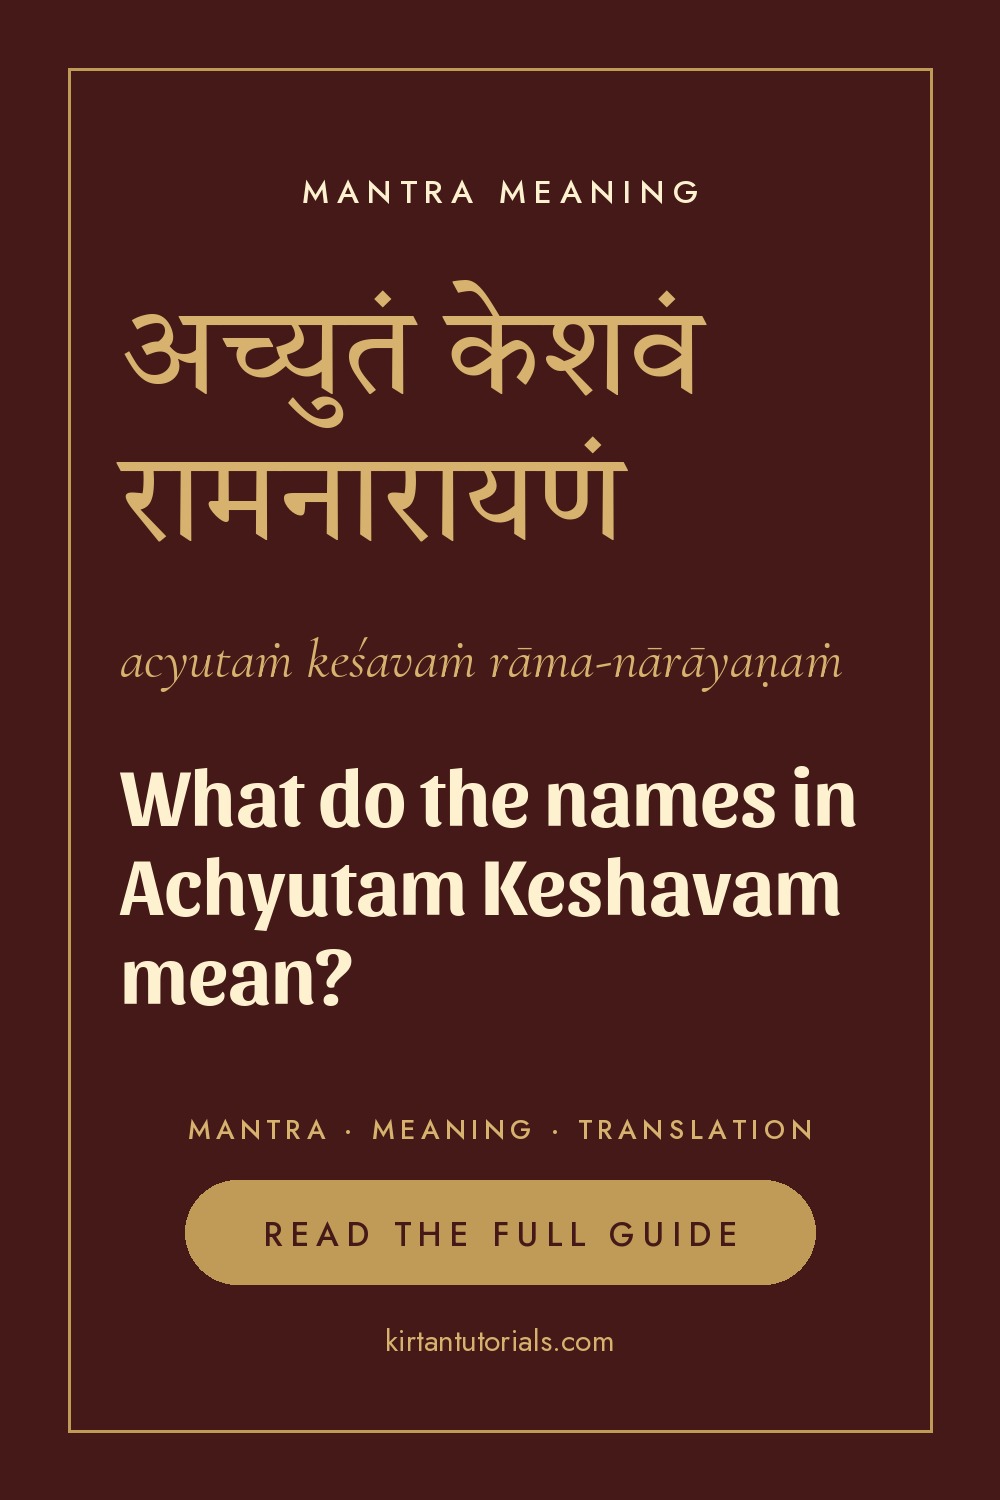 MANTRA MEANING
अच्युतं केशवं
रामनारायणं
acyutaṁ keśavaṁ rāma-nārāyaṇaṁ
What do the names in
Achyutam Keshavam
mean?
MANTRA · MEANING · TRANSLATION
READ THE FULL GUIDE
kirtantutorials.com